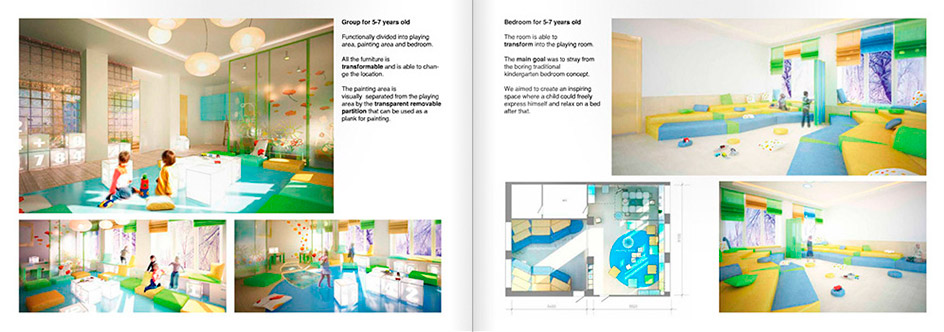 Group for 5-7 years old
Functionally divided into playing
area, painting area and bedroom.
All the furniture is
transformable and is able to chan-
ge the location.
The painting area is
visually separated from the playing
area by the transparent removable
partition that can be used as a
plank for painting.
Bedroom for 5-7 years old
The room is able to
transform into the playing room.
The main goal was to stray from
the boring traditional
kindergarten bedroom concept.
We aimed to create an inspiring
space where a child could freely
express himself and relax on a bed
after that.